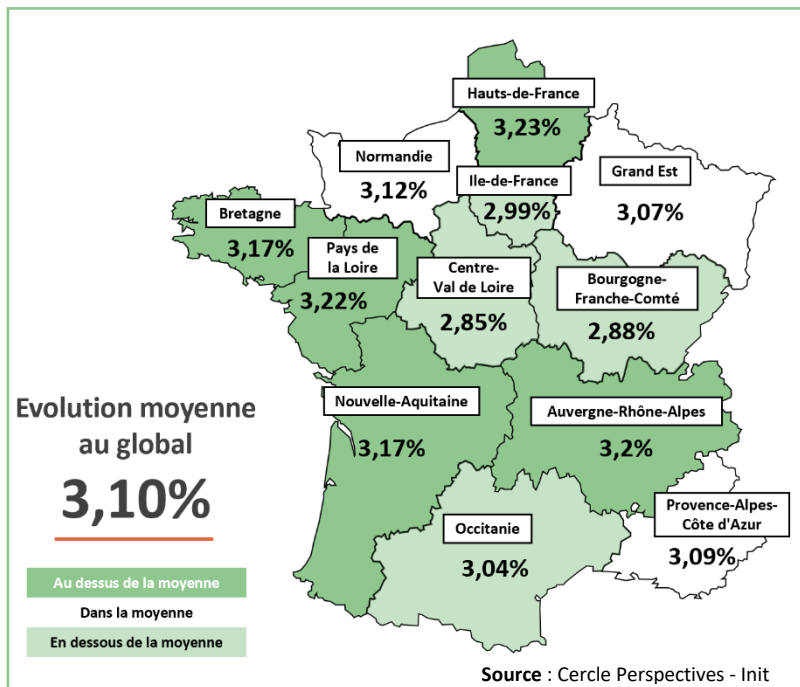 Hauts-de-France
3,23%
Normandie
3,12%
Ile-de-France
2,99%
Grand Est
3,07%
Bretagne
3,17%
Pays de
la Loire
3,22%
Centre-
Val de Loire
2,85%
Bourgogne-
Franche-Comté
2,88%
Nouvelle-Aquitaine
3,17%
Auvergne-Rhône-Alpes
3,2%
Occitanie
3,04%
Provence-Alpes-
Côte d'Azur
3,09%
Evolution moyenne
au global
3,10%
Au dessus de la moyenne
Dans la moyenne
En dessous de la moyenne
Source : Cercle Perspectives - Init